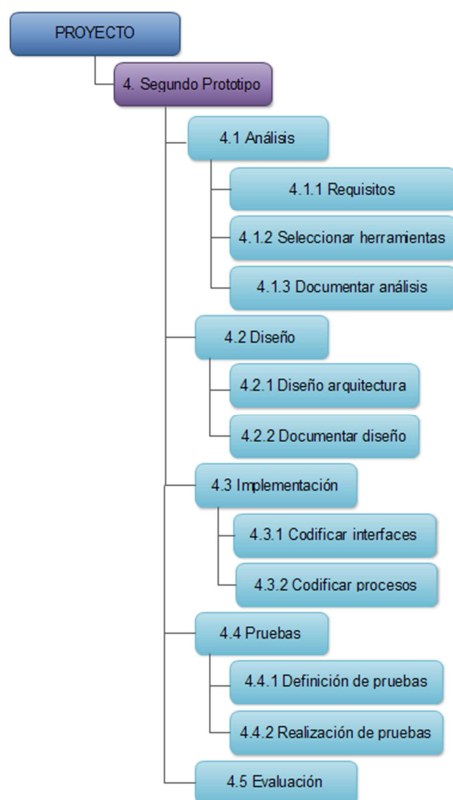 PROYECTO
4. Segundo Prototipo
4.1 Análisis
4.1.1 Requisitos
4.1.2 Seleccionar herramientas
4.1.3 Documentar análisis
4.2 Diseño
4.2.1 Diseño arquitectura
4.2.2 Documentar diseño
4.3 Implementación
4.3.1 Codificar interfaces
4.3.2 Codificar procesos
4.4 Pruebas
4.4.1 Definición de pruebas
4.4.2 Realización de pruebas
4.5 Evaluación